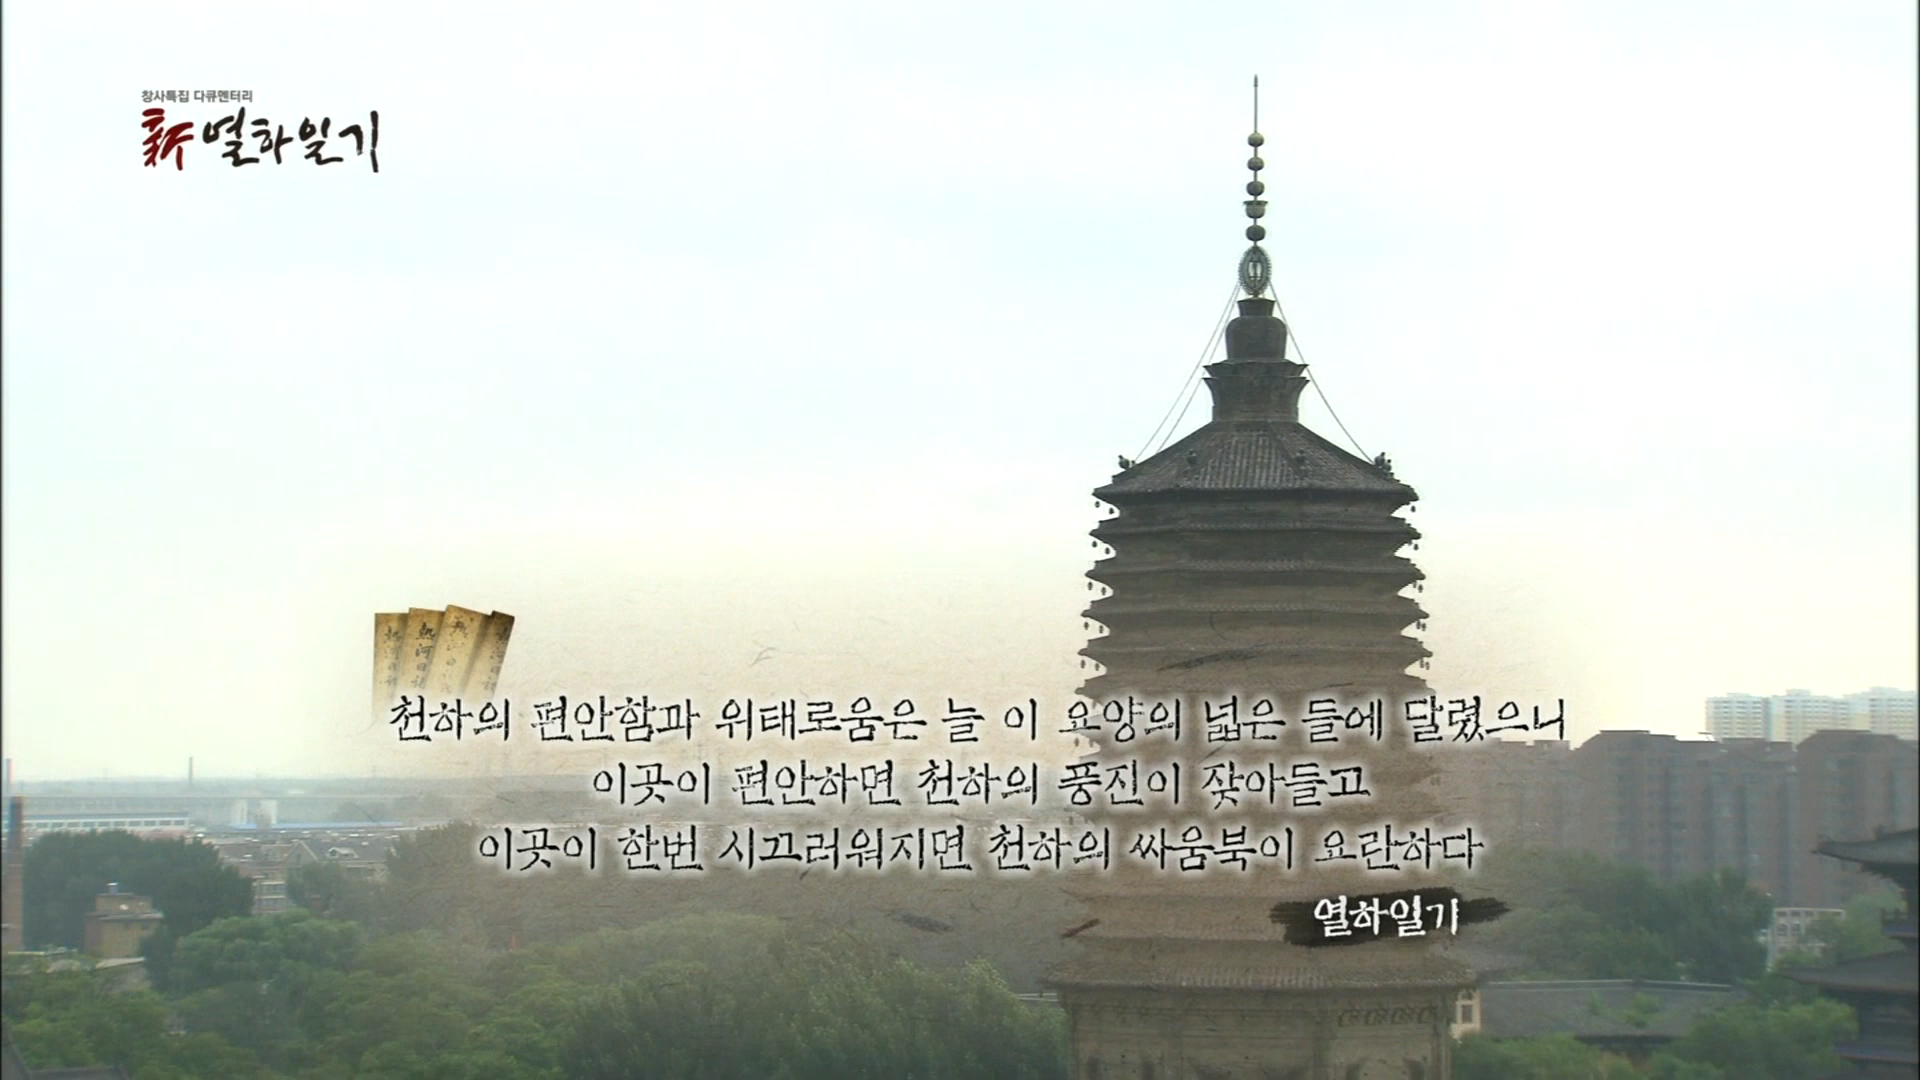 창사특집 다큐멘터리
新열하일기
천하의 편안함과 위태로움은 늘 이 요양의 넓은 들에 달렸으니
이곳이 편안하면 천하의 풍진이 잦아들고
이곳이 한번 시끄러워지면 천하의 싸움북이 요란하다
열하일기